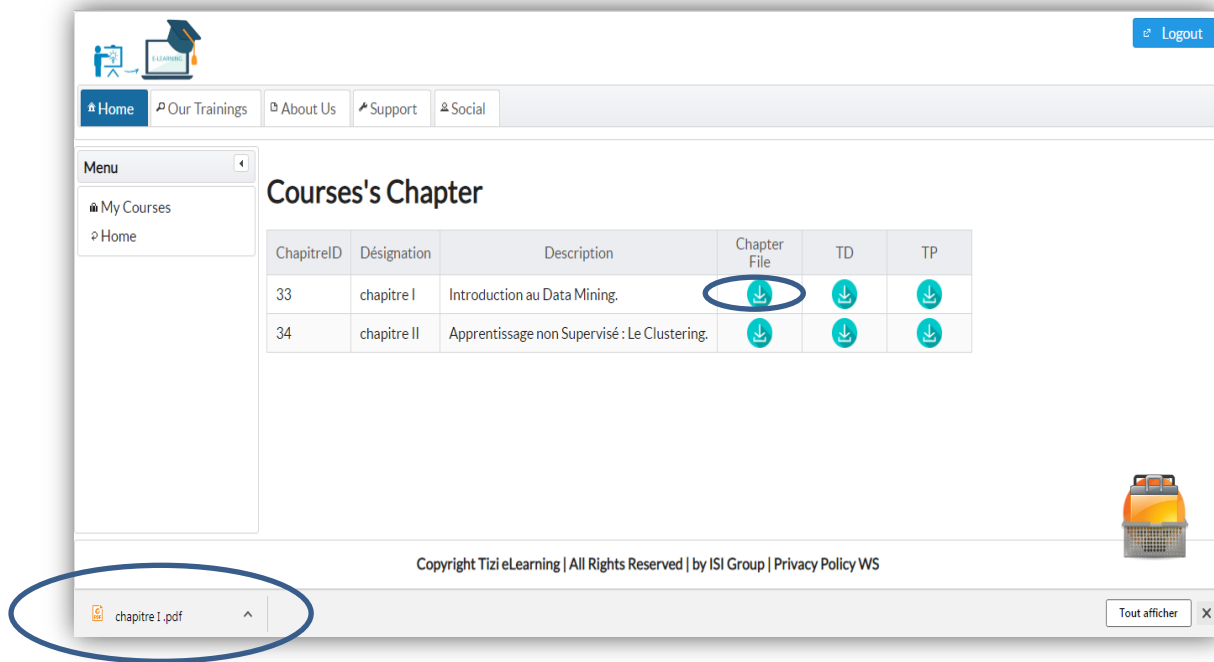 Logout
E-LEARNING
Home Our Trainings About Us Support Social
Menu
My Courses
Home
Courses's Chapter
ChapitreID Désignation Description Chapter File TD TP
33 chapitre I Introduction au Data Mining.
34 chapitre II Apprentissage non Supervisé : Le Clustering.
Copyright Tizi eLearning | All Rights Reserved | by ISI Group | Privacy Policy WS
chapitre I .pdf
Tout afficher X